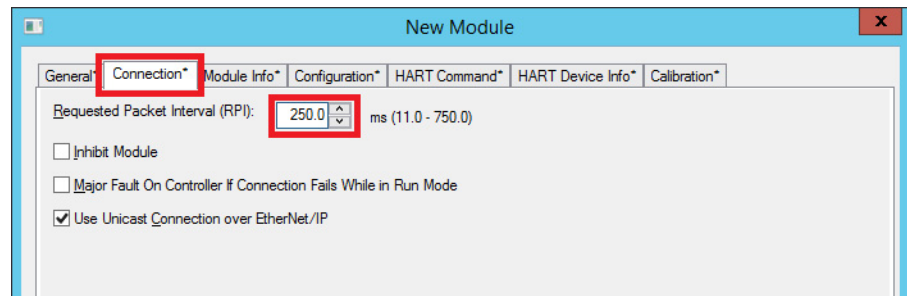 New Module
x
General* Connection* Module Info* Configuration* HART Command* HART Device Info* Calibration*
Requested Packet Interval (RPI): 250.0 ms (11.0 - 750.0)
Inhibit Module
Major Fault On Controller If Connection Fails While in Run Mode
Use Unicast Connection over EtherNet/IP